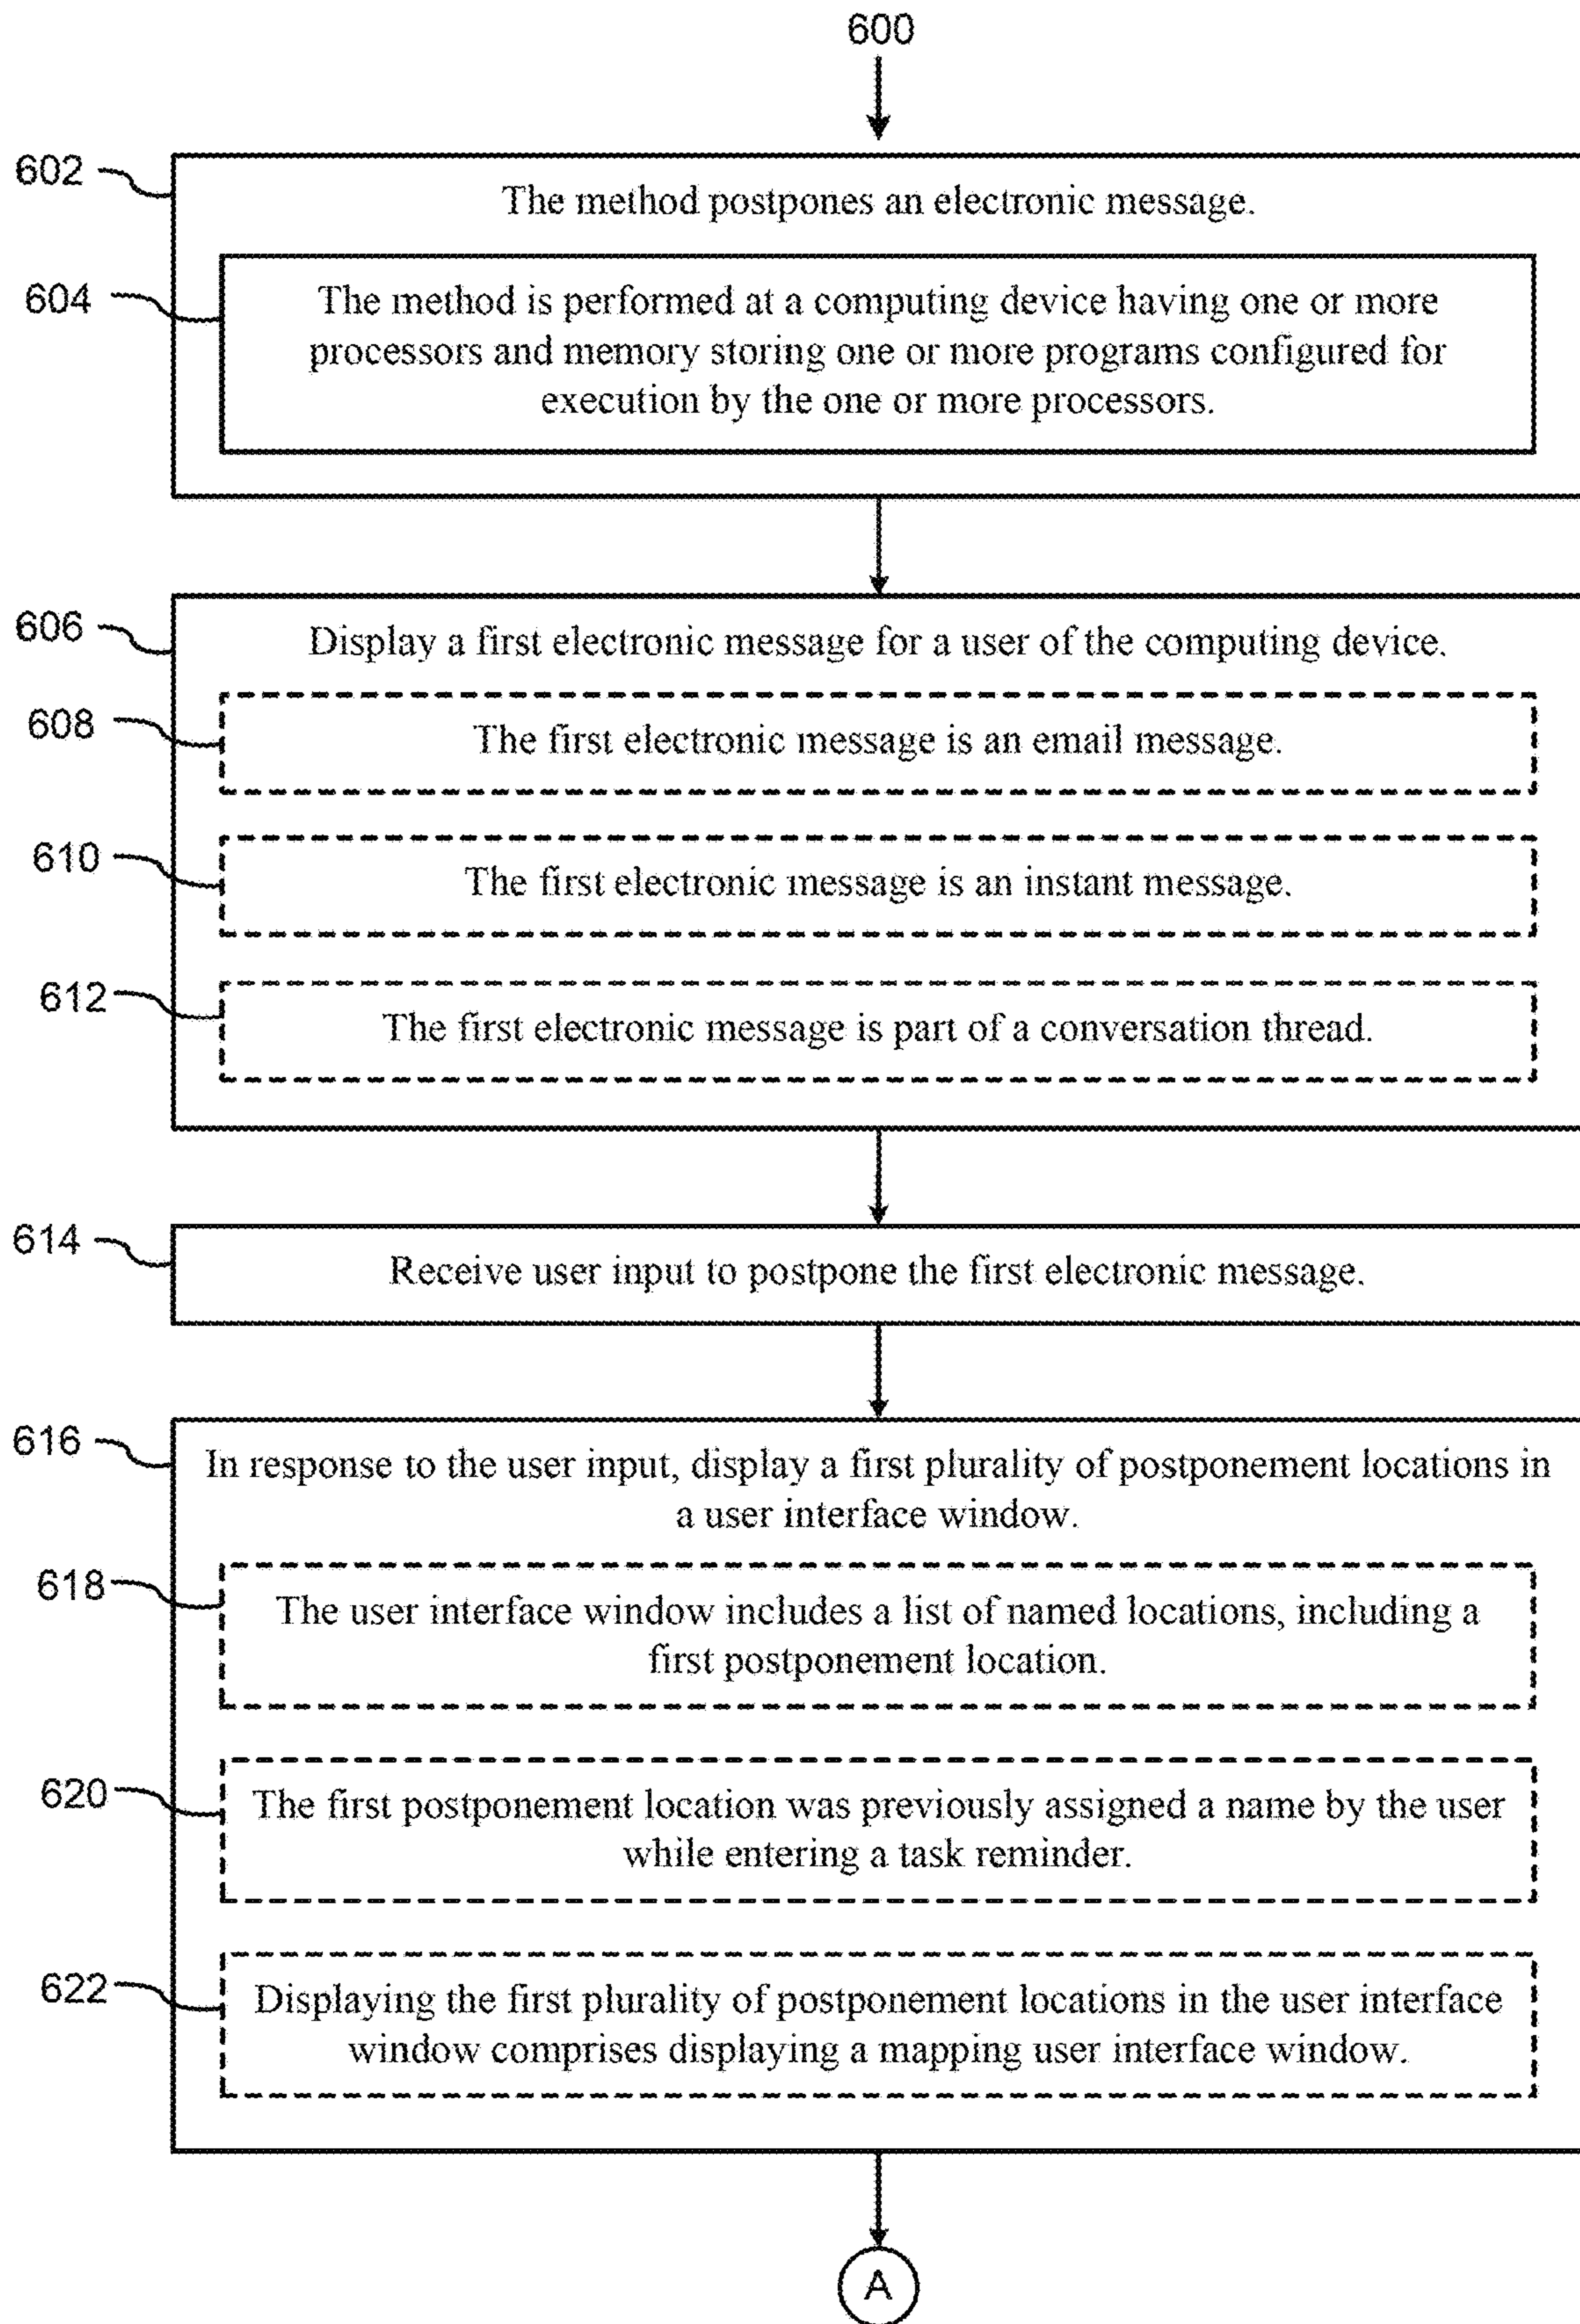 600
602
The method postpones an electronic message.
604
The method is performed at a computing device having one or more
processors and memory storing one or more programs configured for
execution by the one or more processors.
606
Display a first electronic message for a user of the computing device.
608
The first electronic message is an email message.
610
The first electronic message is an instant message.
612
The first electronic message is part of a conversation thread.
614
Receive user input to postpone the first electronic message.
616
In response to the user input, display a first plurality of postponement locations in
a user interface window.
618
The user interface window includes a list of named locations, including a
first postponement location.
620
The first postponement location was previously assigned a name by the user
while entering a task reminder.
622
Displaying the first plurality of postponement locations in the user interface
window comprises displaying a mapping user interface window.
A